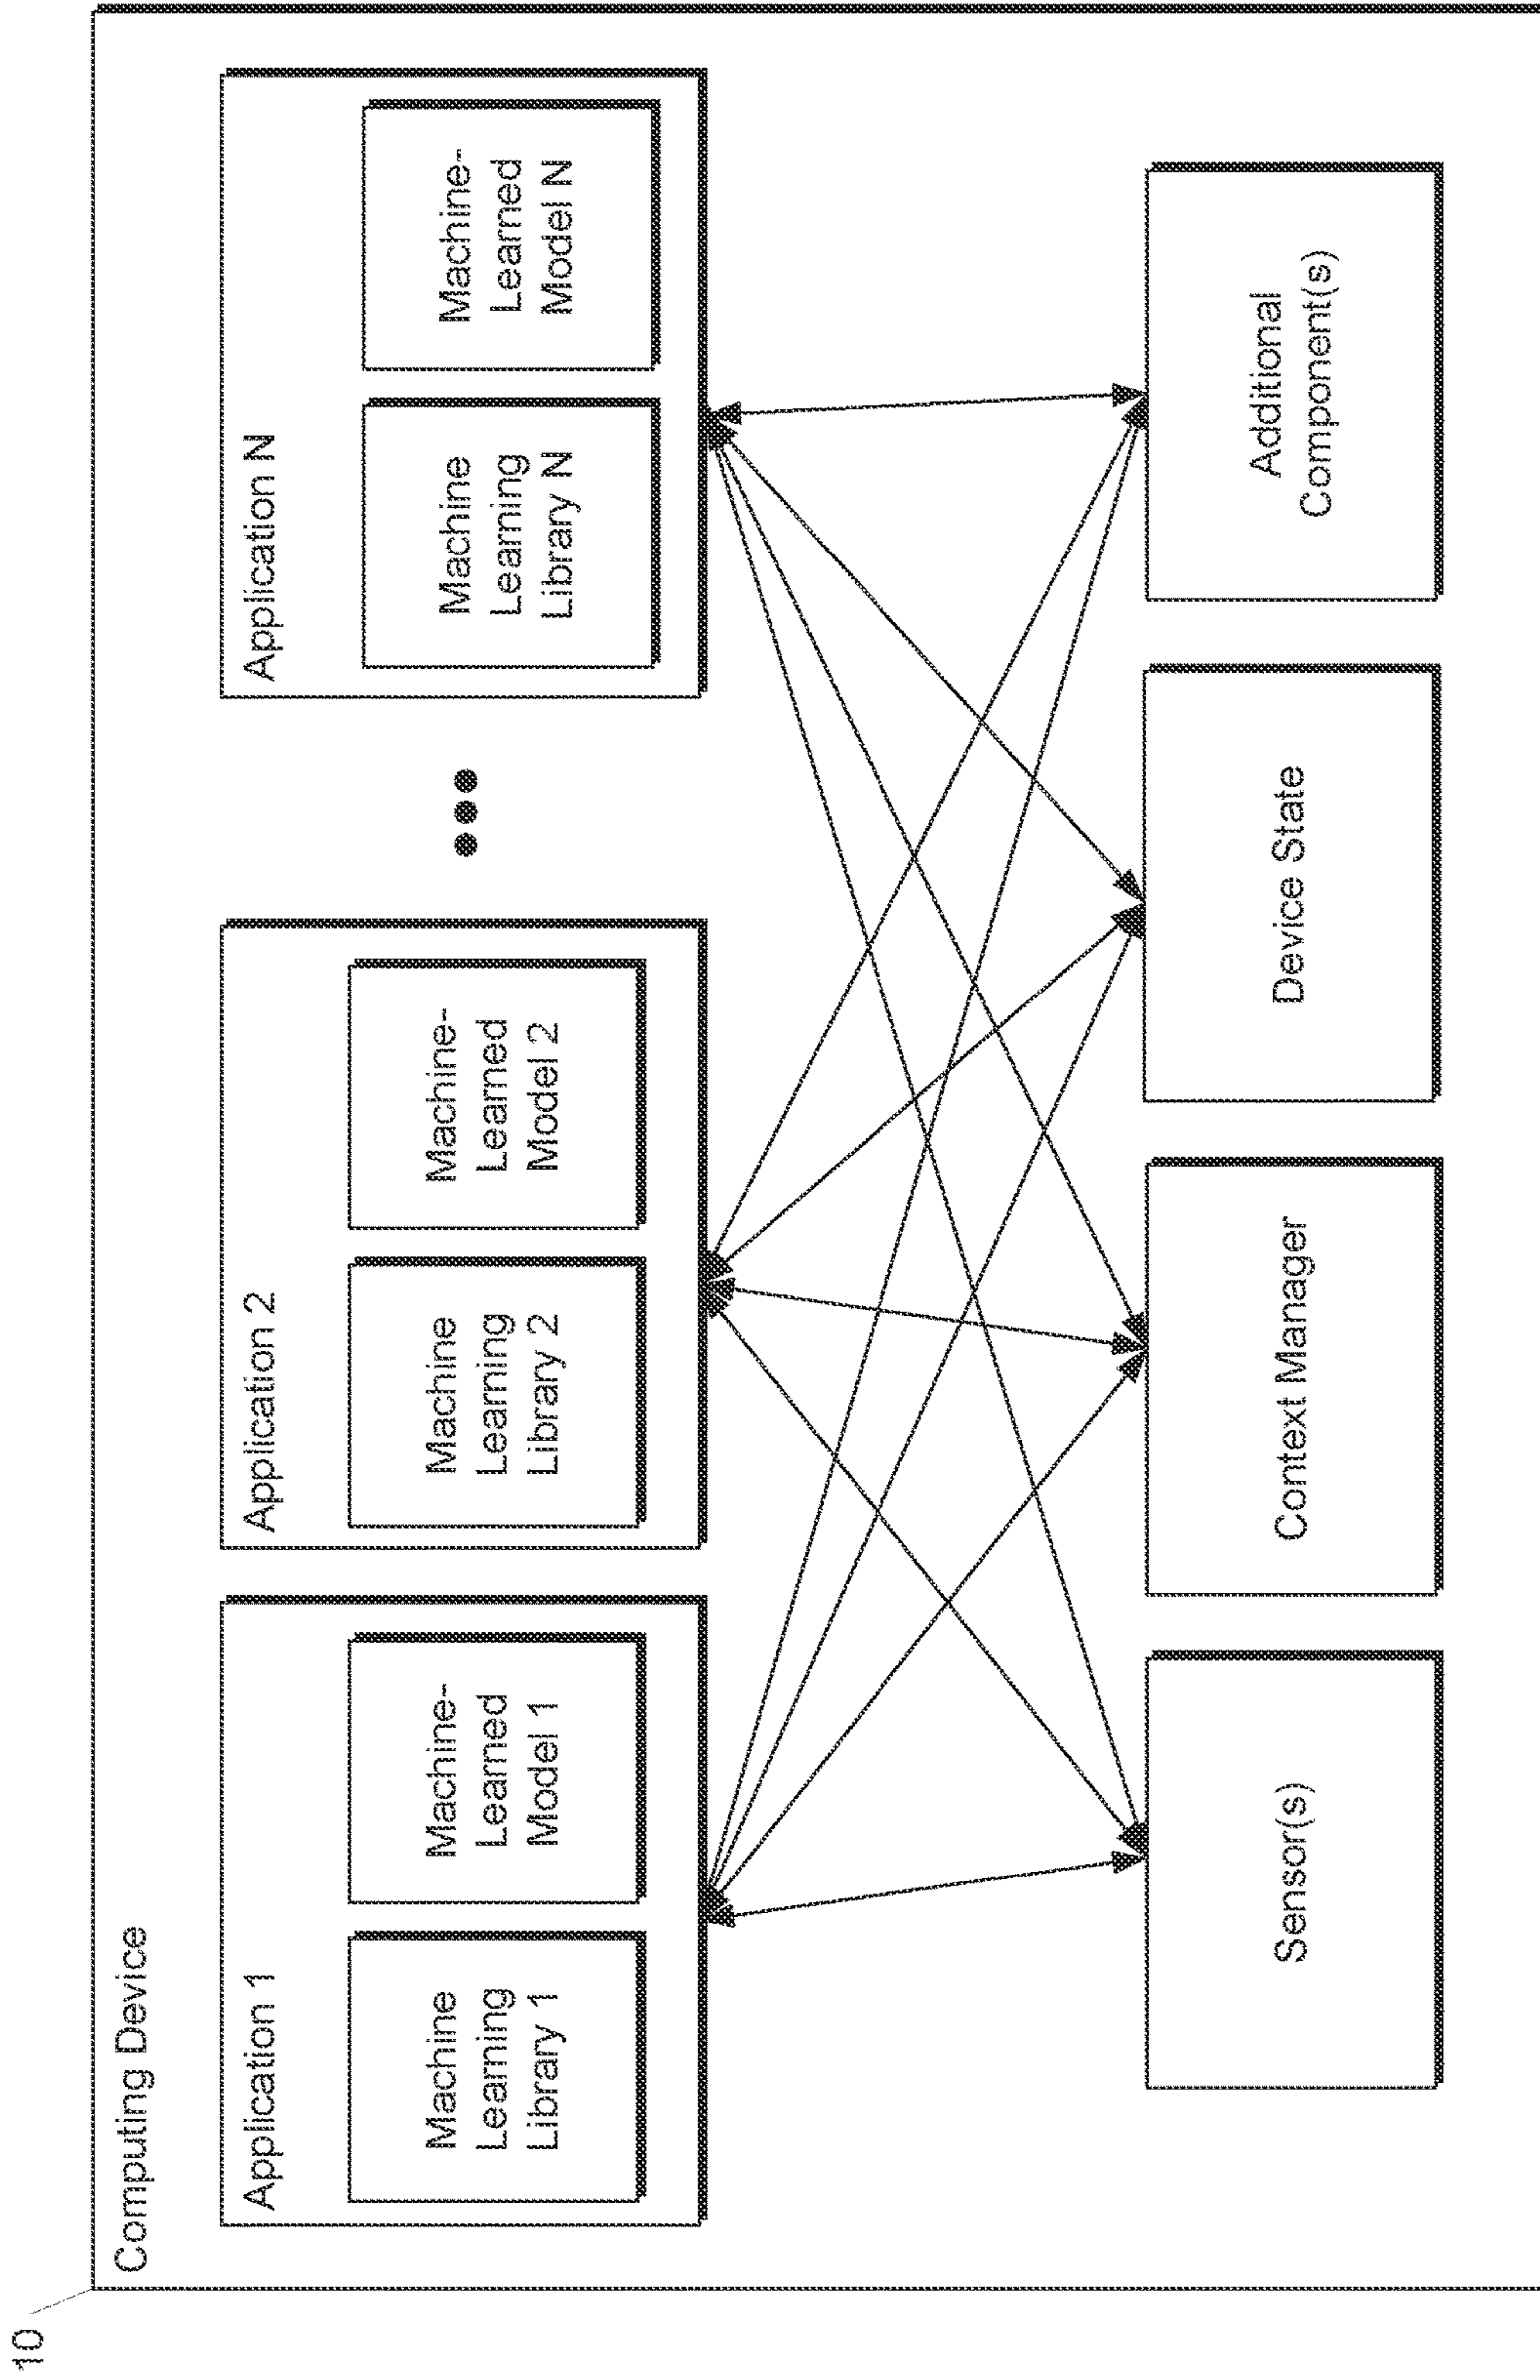 10
Computing Device
Application 1
Machine
Learning
Library 1
Machine-
Learned
Model 1
Application 2
Machine
Learning
Library 2
Machine-
Learned
Model 2
Application N
Machine
Learning
Library N
Machine-
Learned
Model N
Sensor(s)
Context Manager
Device State
Additional
Component(s)